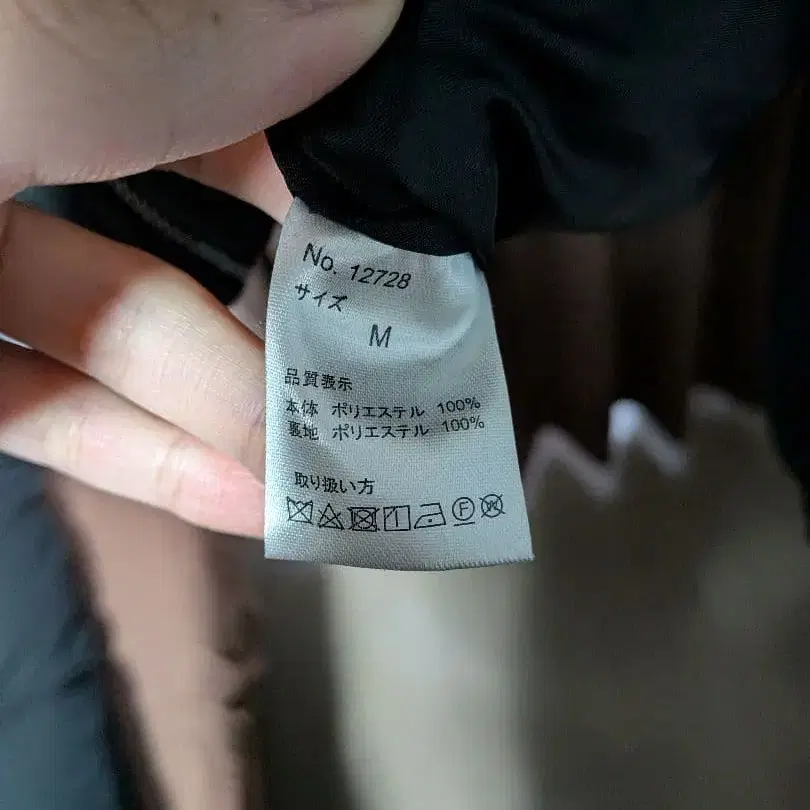 No. 12728
サイズ
M
品質表示
本体 ポリエステル 100%
裏地 ポリエステル 100%
取り扱い方
F W